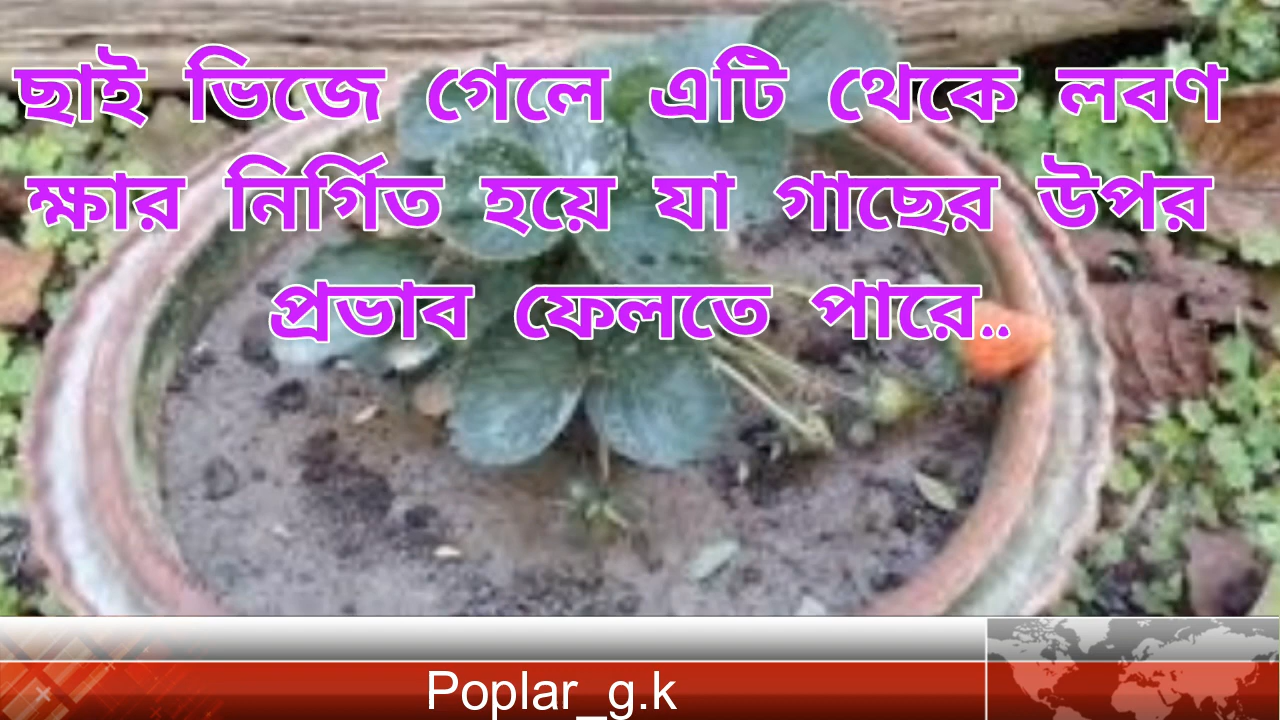 ছাই ভিজে গেলে এটি থেকে লবণ
ক্ষার নির্গিত হয়ে যা গাছের উপর
প্রভাব ফেলতে পারে..
Poplar_g.k